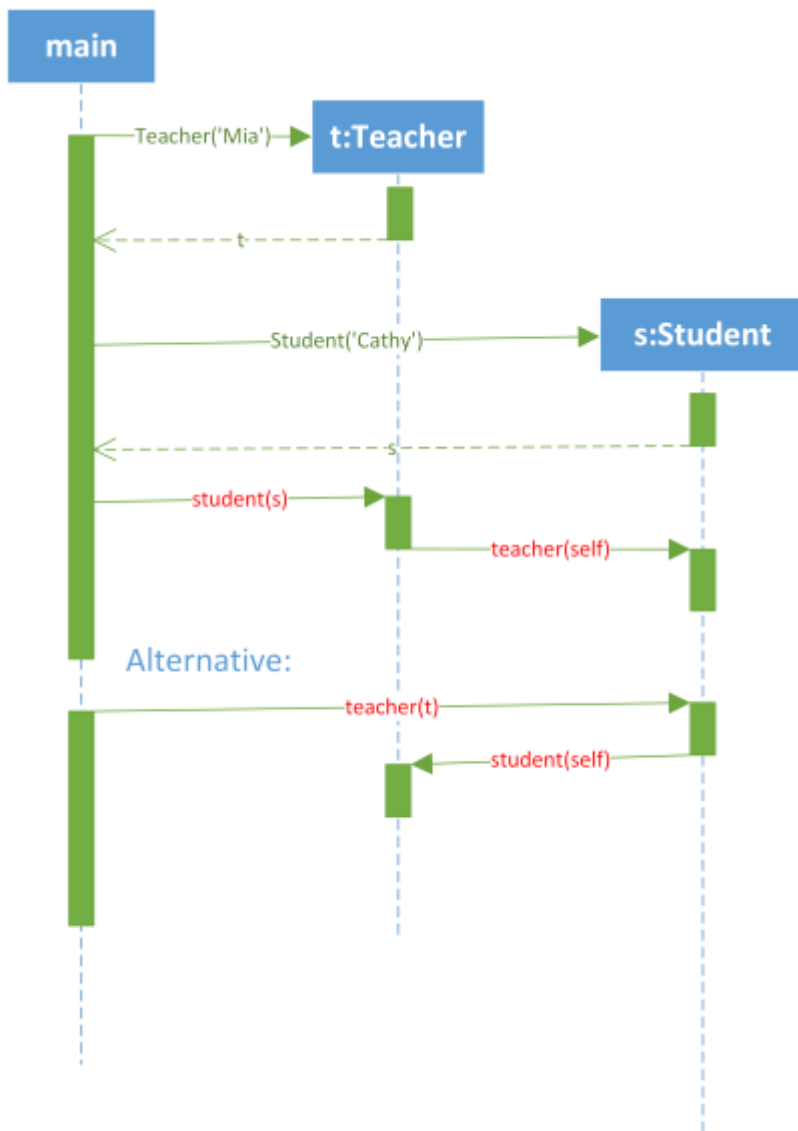 main
Teacher('Mia')
t:Teacher
t
Student('Cathy')
s:Student
s
student(s)
teacher(self)
Alternative:
teacher(t)
student(self)